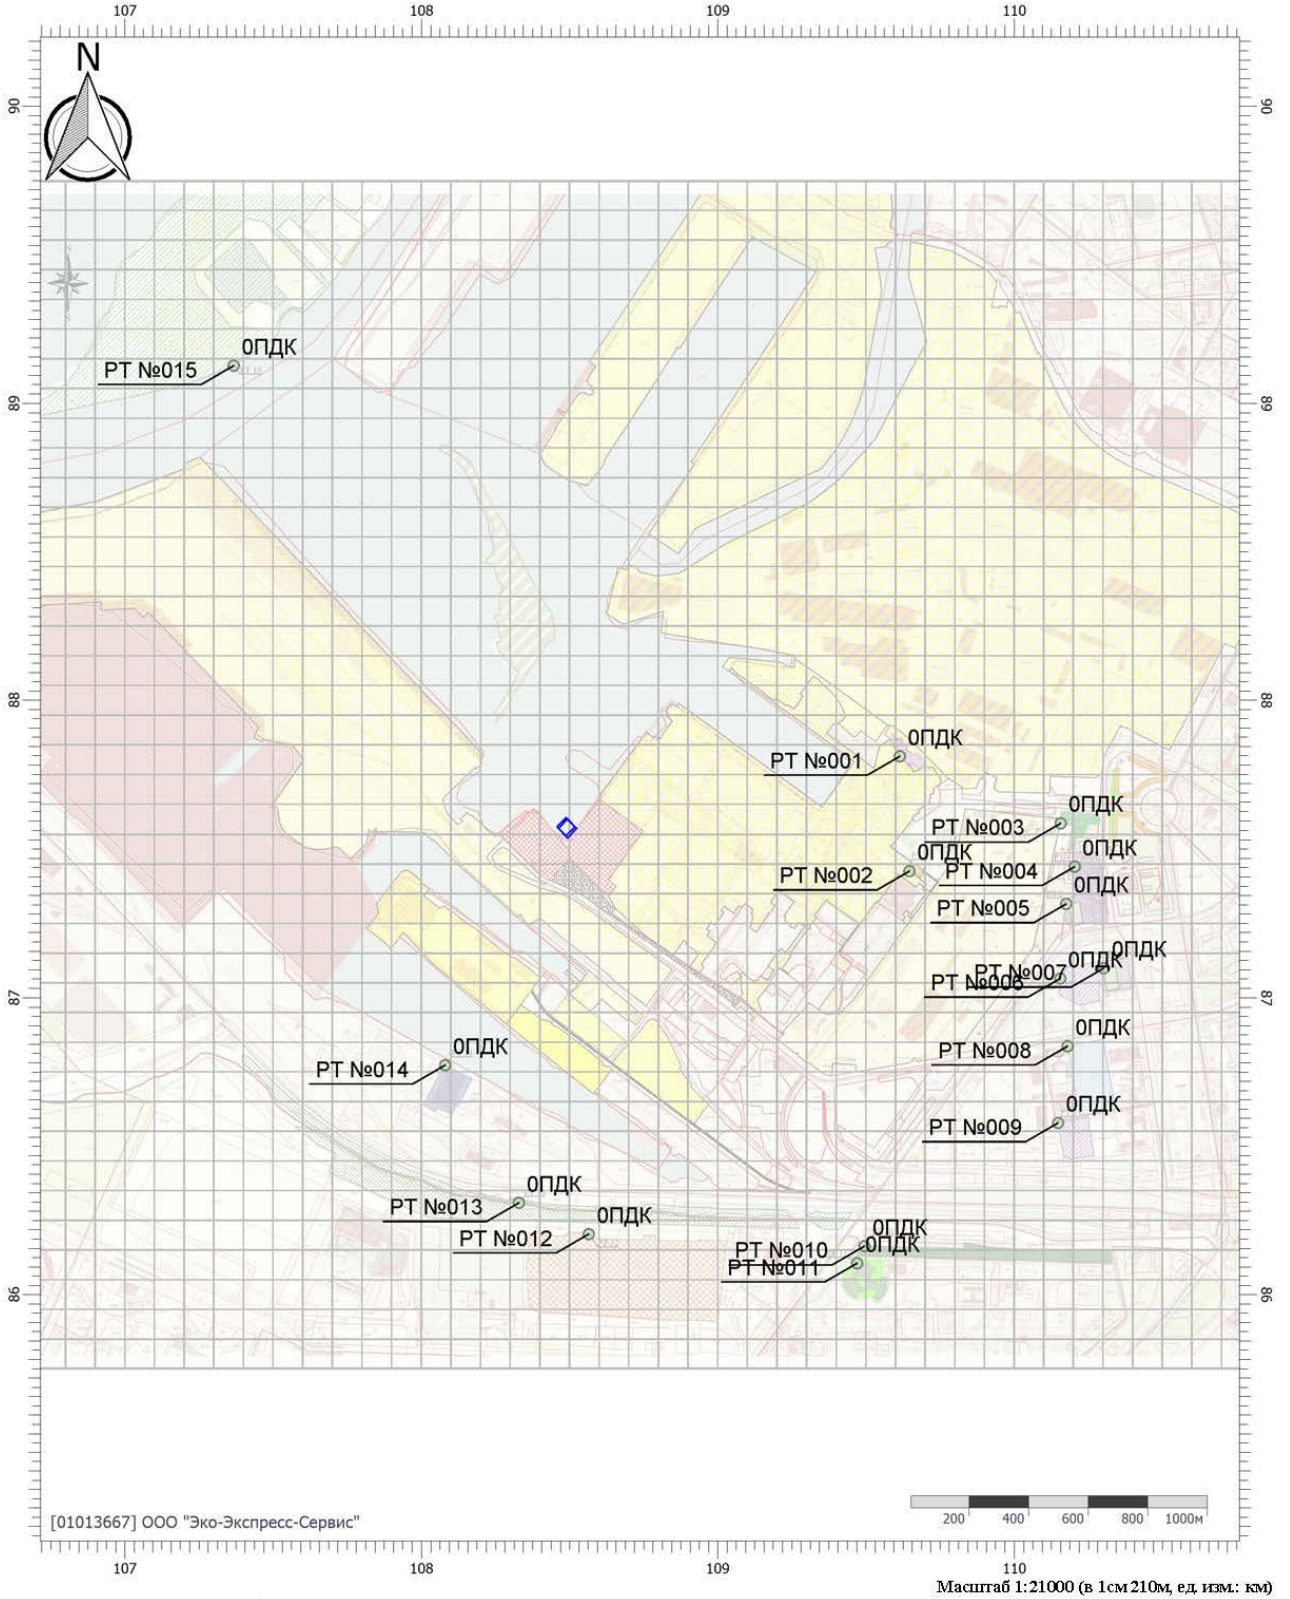 107 108 109 110
N
90 90
0ПДК
РТ №015
89 89
88 88
0ПДК
РТ №001
0ПДК
РТ №003
0ПДК
0ПДК
РТ №002
РТ №004
0ПДК
РТ №005
0ПДК
0ПДК
РТ №007
РТ №006
87 87
0ПДК
РТ №008
0ПДК
РТ №014
0ПДК
РТ №009
0ПДК
РТ №013
0ПДК
РТ №012
0ПДК
РТ №010
0ПДК
РТ №011
86 86
[01013667] ООО "Эко-Экспресс-Сервис"
200 400 600 800 1000м
107 108 109 110
Масштаб 1:21000 (в 1см 210м, ед. изм.: км)